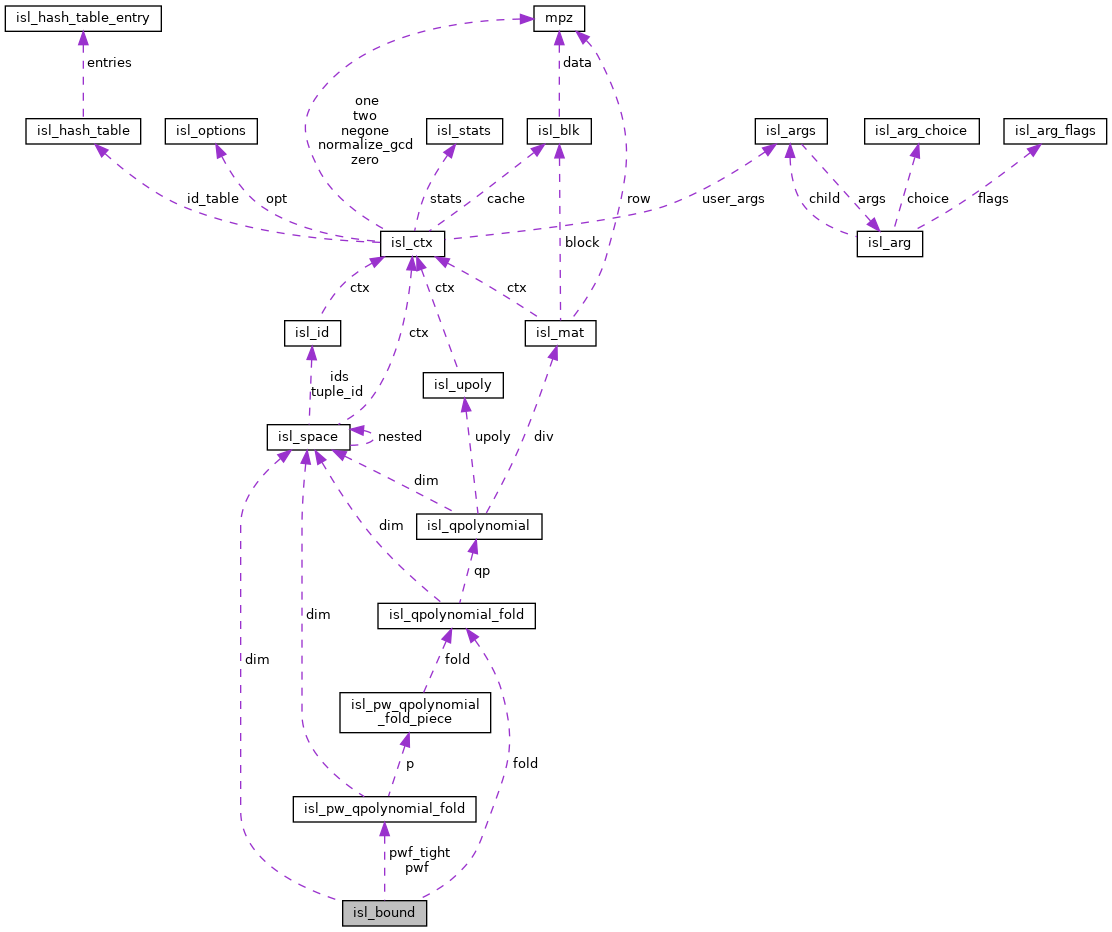 isl_hash_table_entry
mpz
entries
data
one
two
negone
normalize_gcd
zero
isl_hash_table
isl_options
isl_stats
isl_blk
isl_args
isl_arg_choice
isl_arg_flags
id_table
opt
stats
cache
row
user_args
child
args
choice
flags
isl_ctx
block
isl_arg
ctx
ctx
ctx
isl_id
ctx
isl_mat
ids
tuple_id
isl_upoly
isl_space
nested
upoly
div
dim
isl_qpolynomial
dim
qp
isl_qpolynomial_fold
dim
dim
fold
isl_pw_qpolynomial
_fold_piece
p
fold
isl_pw_qpolynomial_fold
pwf_tight
pwf
isl_bound